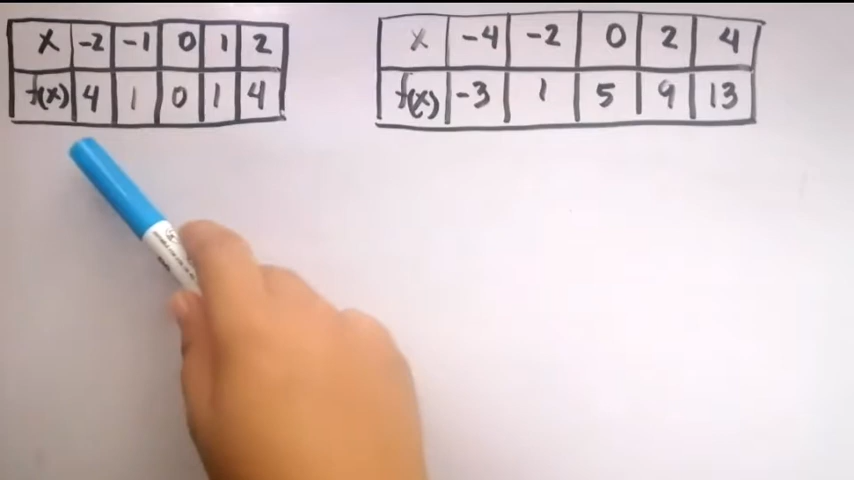 x -2 -1 0 1 2
f(x) 4 1 0 1 4
x -4 -2 0 2 4
f(x) -3 1 5 9 13